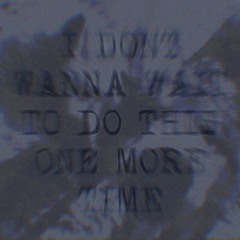 I DON'T
WANNA WAIT
TO DO THIS
ONE MORE
TIME